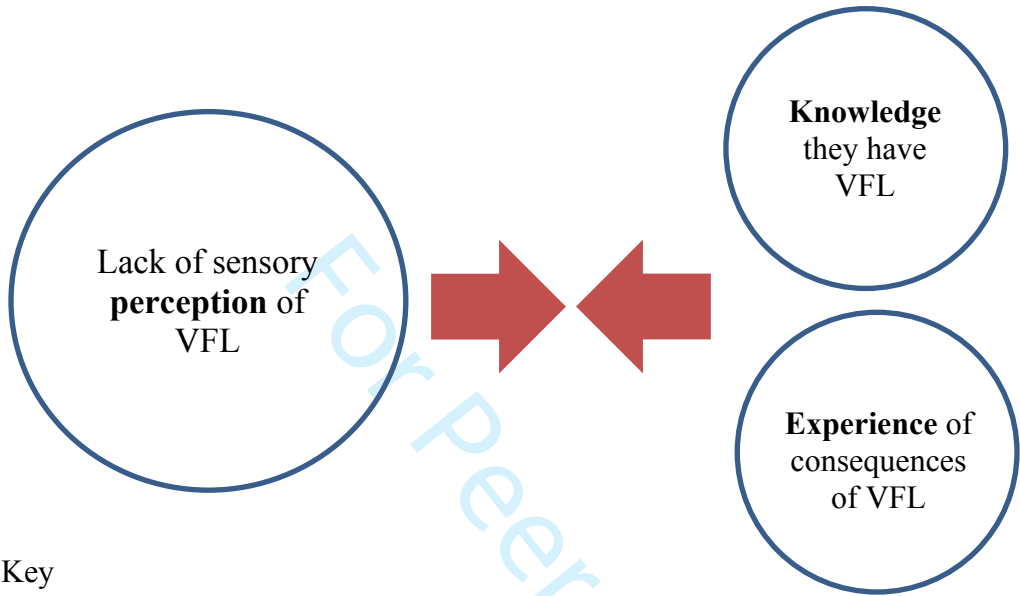 Lack of sensory
perception of
VFL
Knowledge
they have
VFL
Experience of
consequences
of VFL
Key
For Peer